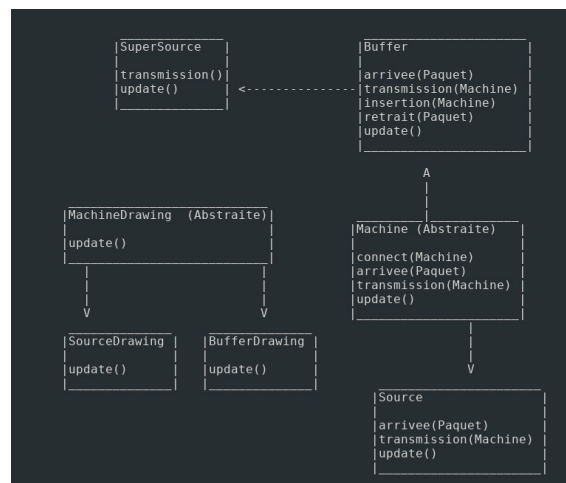 SuperSource
transmission()
update()
Buffer
arrivee(Paquet)
transmission(Machine)
insertion(Machine)
retrait(Paquet)
update()
MachineDrawing (Abstraite)
update()
Machine (Abstraite)
connect(Machine)
arrivee(Paquet)
transmission(Machine)
update()
SourceDrawing
update()
BufferDrawing
update()
Source
arrivee(Paquet)
transmission(Machine)
update()